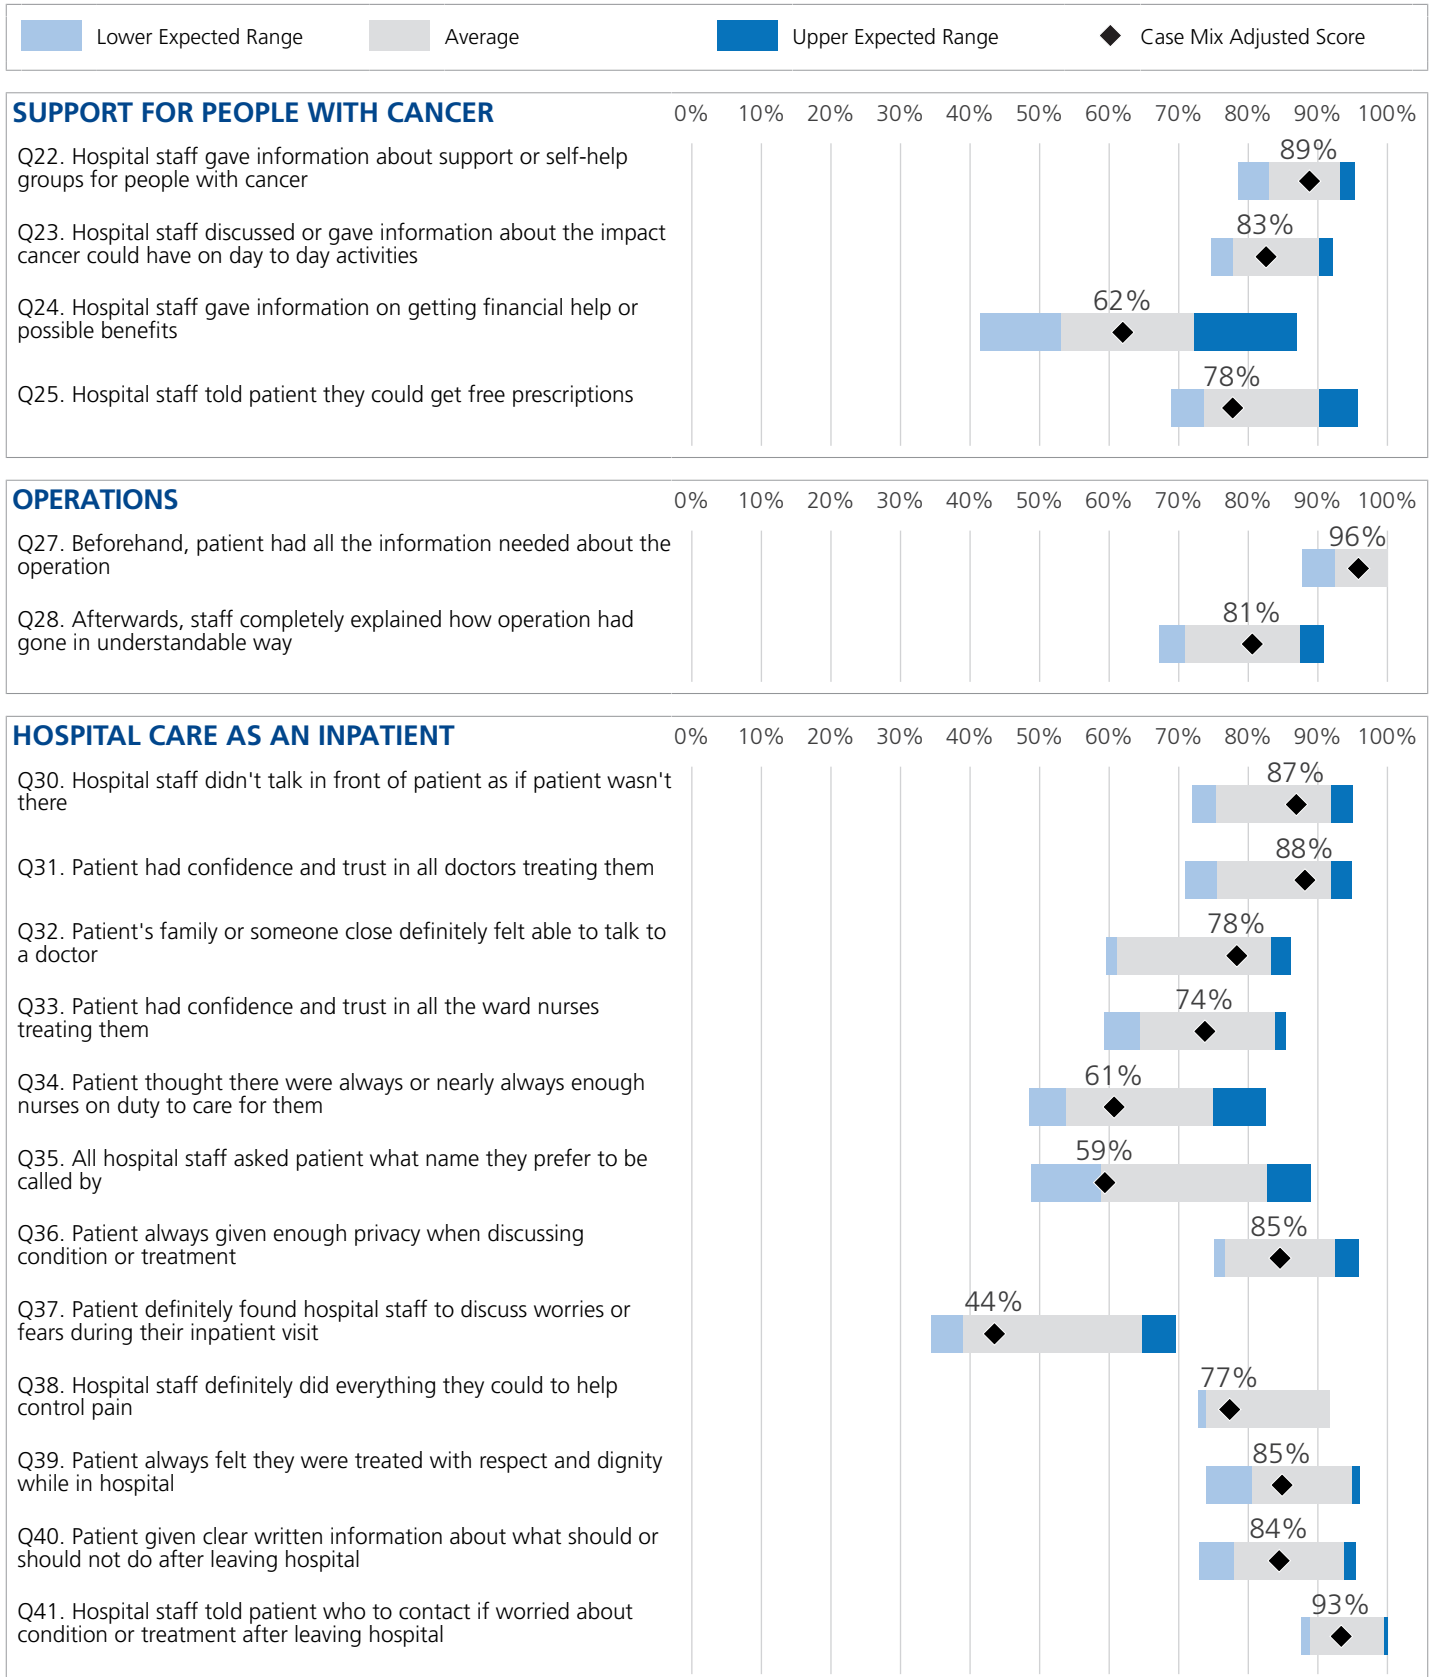 Lower Expected Range Average Upper Expected Range Case Mix Adjusted Score
SUPPORT FOR PEOPLE WITH CANCER 0% 10% 20% 30% 40% 50% 60% 70% 80% 90% 100%
Q22. Hospital staff gave information about support or self-help
groups for people with cancer
89%
Q23. Hospital staff discussed or gave information about the impact
cancer could have on day to day activities
83%
Q24. Hospital staff gave information on getting financial help or
possible benefits
62%
Q25. Hospital staff told patient they could get free prescriptions
78%
OPERATIONS 0% 10% 20% 30% 40% 50% 60% 70% 80% 90% 100%
Q27. Beforehand, patient had all the information needed about the
operation
96%
Q28. Afterwards, staff completely explained how operation had
gone in understandable way
81%
HOSPITAL CARE AS AN INPATIENT 0% 10% 20% 30% 40% 50% 60% 70% 80% 90% 100%
Q30. Hospital staff didn't talk in front of patient as if patient wasn't
there
87%
Q31. Patient had confidence and trust in all doctors treating them
88%
Q32. Patient's family or someone close definitely felt able to talk to
a doctor
78%
Q33. Patient had confidence and trust in all the ward nurses
treating them
74%
Q34. Patient thought there were always or nearly always enough
nurses on duty to care for them
61%
Q35. All hospital staff asked patient what name they prefer to be
called by
59%
Q36. Patient always given enough privacy when discussing
condition or treatment
85%
Q37. Patient definitely found hospital staff to discuss worries or
fears during their inpatient visit
44%
Q38. Hospital staff definitely did everything they could to help
control pain
77%
Q39. Patient always felt they were treated with respect and dignity
while in hospital
85%
Q40. Patient given clear written information about what should or
should not do after leaving hospital
84%
Q41. Hospital staff told patient who to contact if worried about
condition or treatment after leaving hospital
93%